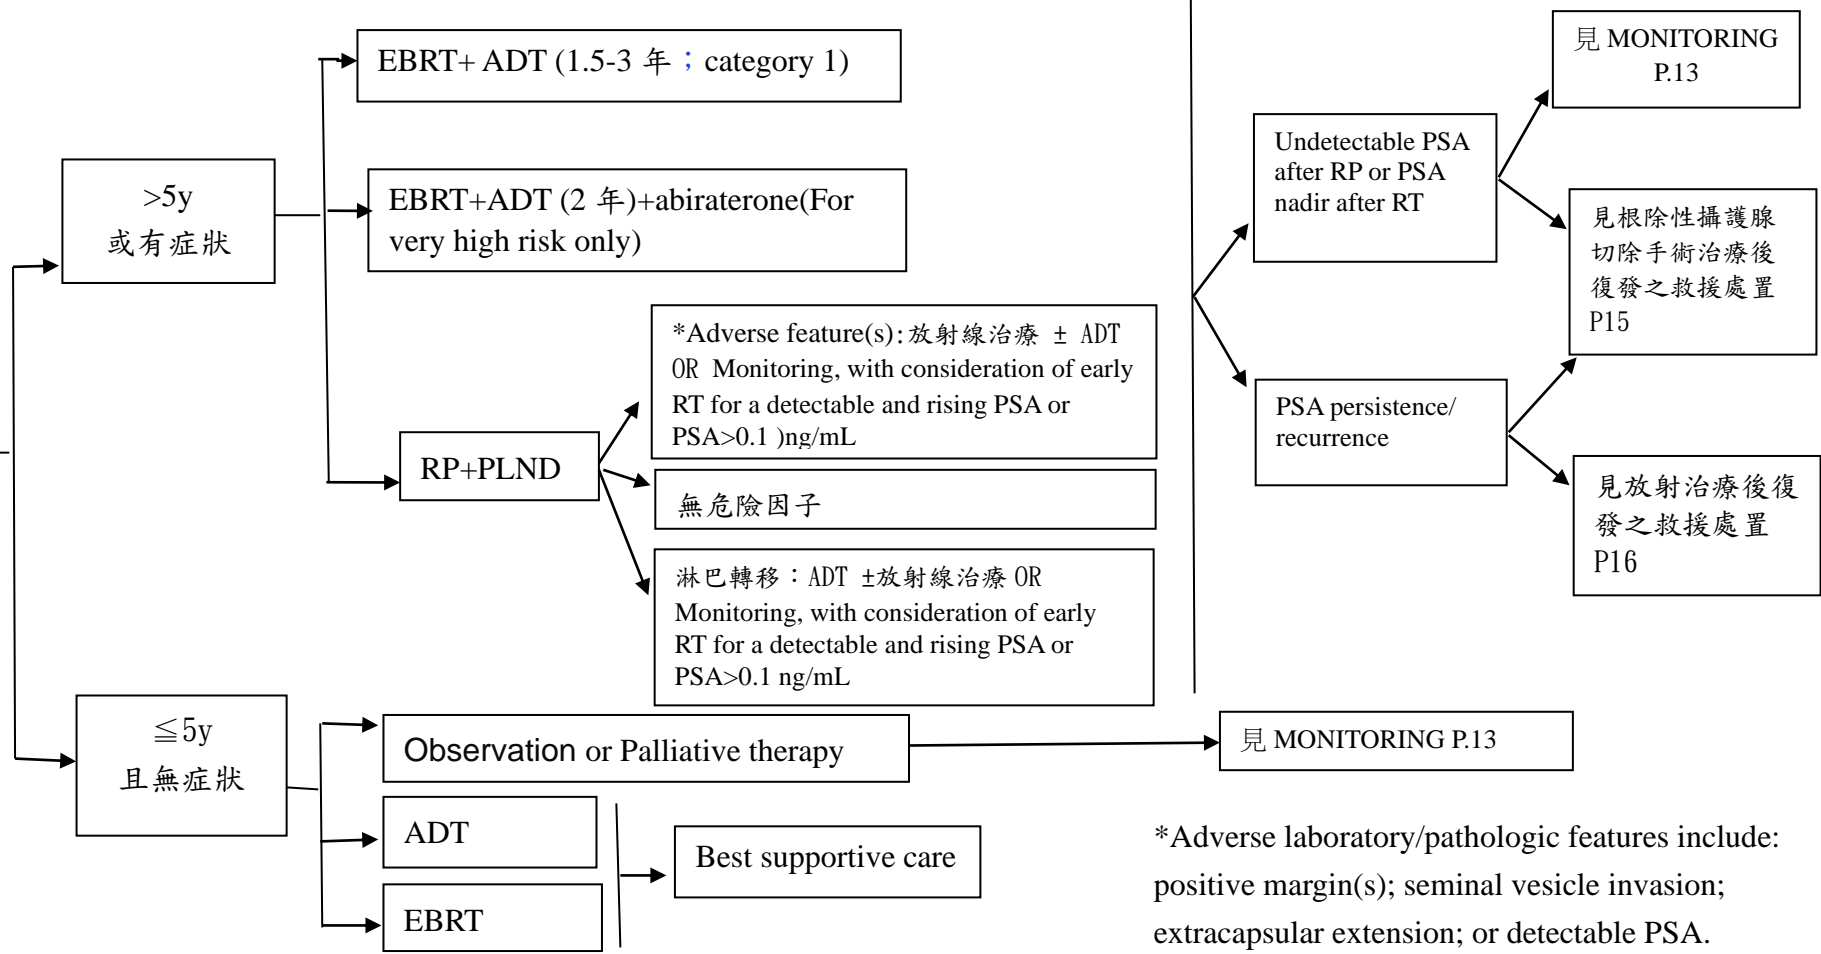 EBRT+ ADT (1.5-3 年；category 1)
>5y
或有症狀
EBRT+ADT (2 年)+abiraterone(For
very high risk only)
RP+PLND
*Adverse feature(s):放射線治療 ± ADT
OR Monitoring, with consideration of early
RT for a detectable and rising PSA or
PSA>0.1 )ng/mL
無危險因子
淋巴轉移：ADT ±放射線治療 OR
Monitoring, with consideration of early
RT for a detectable and rising PSA or
PSA>0.1 ng/mL
Undetectable PSA
after RP or PSA
nadir after RT
PSA persistence/
recurrence
見 MONITORING
P.13
見根除性攝護腺
切除手術治療後
復發之救援處置
P15
見放射治療後復
發之救援處置
P16
≦5y
且無症狀
Observation or Palliative therapy
見 MONITORING P.13
ADT
EBRT
Best supportive care
*Adverse laboratory/pathologic features include:
positive margin(s); seminal vesicle invasion;
extracapsular extension; or detectable PSA.